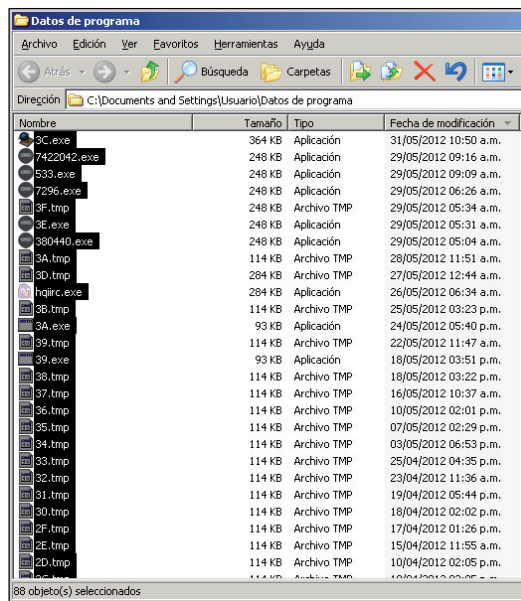 Datos de programa
Archivo Edición Ver Favoritos Herramientas Ayuda
Atrás Búsqueda Carpetas
Dirección C:\Documents and Settings\Usuario\Datos de programa
Nombre Tamaño Tipo Fecha de modificación
3C.exe 364 KB Aplicación 31/05/2012 10:50 a.m.
7422042.exe 248 KB Aplicación 29/05/2012 09:16 a.m.
533.exe 248 KB Aplicación 29/05/2012 09:09 a.m.
7296.exe 248 KB Aplicación 29/05/2012 06:26 a.m.
3F.tmp 248 KB Archivo TMP 29/05/2012 05:34 a.m.
3E.exe 248 KB Aplicación 29/05/2012 05:31 a.m.
380440.exe 248 KB Aplicación 29/05/2012 05:04 a.m.
3A.tmp 114 KB Archivo TMP 28/05/2012 11:51 a.m.
3D.tmp 284 KB Archivo TMP 27/05/2012 12:44 a.m.
hqiirc.exe 284 KB Aplicación 26/05/2012 06:34 a.m.
3B.tmp 114 KB Archivo TMP 25/05/2012 03:23 p.m.
3A.exe 93 KB Aplicación 24/05/2012 05:40 p.m.
39.tmp 114 KB Archivo TMP 22/05/2012 11:47 a.m.
39.exe 93 KB Aplicación 18/05/2012 03:51 p.m.
38.tmp 114 KB Archivo TMP 18/05/2012 03:22 p.m.
37.tmp 114 KB Archivo TMP 16/05/2012 10:37 a.m.
36.tmp 114 KB Archivo TMP 10/05/2012 02:01 p.m.
35.tmp 114 KB Archivo TMP 07/05/2012 02:29 p.m.
34.tmp 114 KB Archivo TMP 03/05/2012 06:53 p.m.
33.tmp 114 KB Archivo TMP 25/04/2012 04:35 p.m.
32.tmp 114 KB Archivo TMP 23/04/2012 11:36 a.m.
31.tmp 114 KB Archivo TMP 19/04/2012 05:44 p.m.
30.tmp 114 KB Archivo TMP 18/04/2012 02:02 p.m.
2F.tmp 114 KB Archivo TMP 17/04/2012 01:26 p.m.
2E.tmp 114 KB Archivo TMP 15/04/2012 11:55 a.m.
2D.tmp 114 KB Archivo TMP 10/04/2012 02:05 p.m.
88 objeto(s) seleccionados